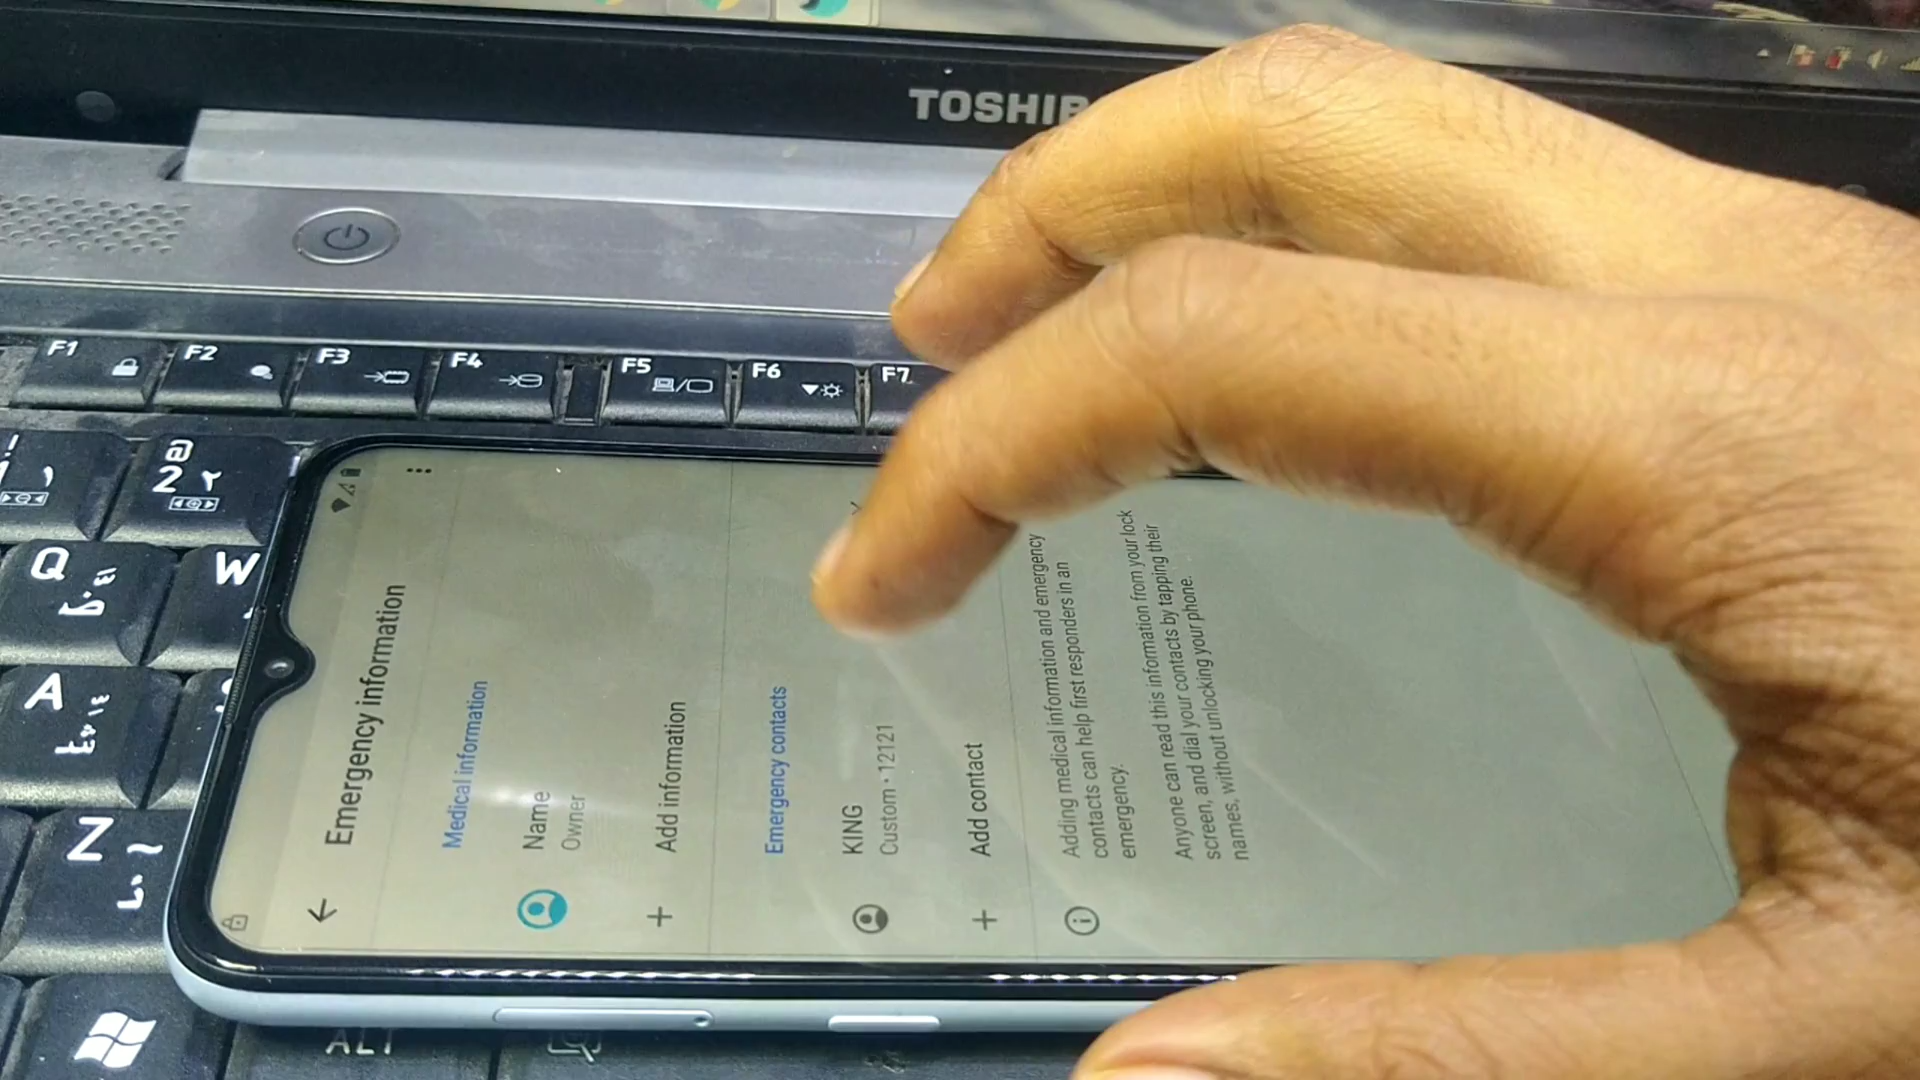 TOSHIB
F1
F2
F3
F4
F5
F6
F7
!
@
2 ٢
Q
W
A
Z
ALT
Emergency information
Medical information
Name
Owner
Add information
Emergency contacts
KING
Custom • 12121
Add contact
Adding medical information and emergency
contacts can help first responders in an
emergency.
Anyone can read this information from your lock
screen, and dial your contacts by tapping their
names, without unlocking your phone.